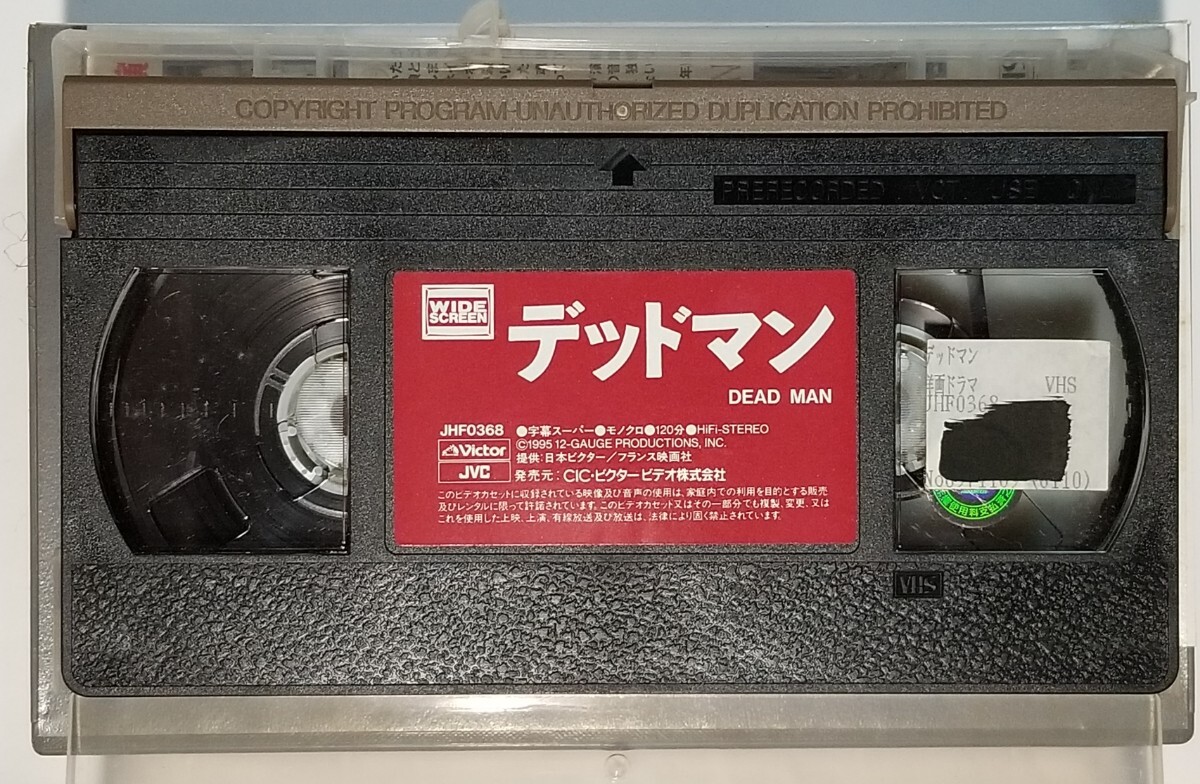 COPYRIGHT PROGRAM-UNAUTHORIZED DUPLICATION PROHIBITED
PRERECORDED. NOT USE
WIDE
SCREEN
デッドマン
DEAD MAN
JHF0368 ●字幕スーパー●モノクロ●120分●HiFi-STEREO
©1995 12-GAUGE PRODUCTIONS, INC.
Victor 提供:日本ビクター/フランス映画社
JVC 発売元:CIC・ビクター ビデオ株式会社
このビデオカセットに収録されている映像及び音声の使用は、家庭内での利用を目的とする販売
及びレンタルに限って許諾されています。このビデオカセット又はその一部分でも複製、変更、又は
これを使用した上映、上演、有線放送及び放送は、法律により固く禁止されています。
デッドマン
洋画ドラマ VHS
JHF0368
(0110)
VHS